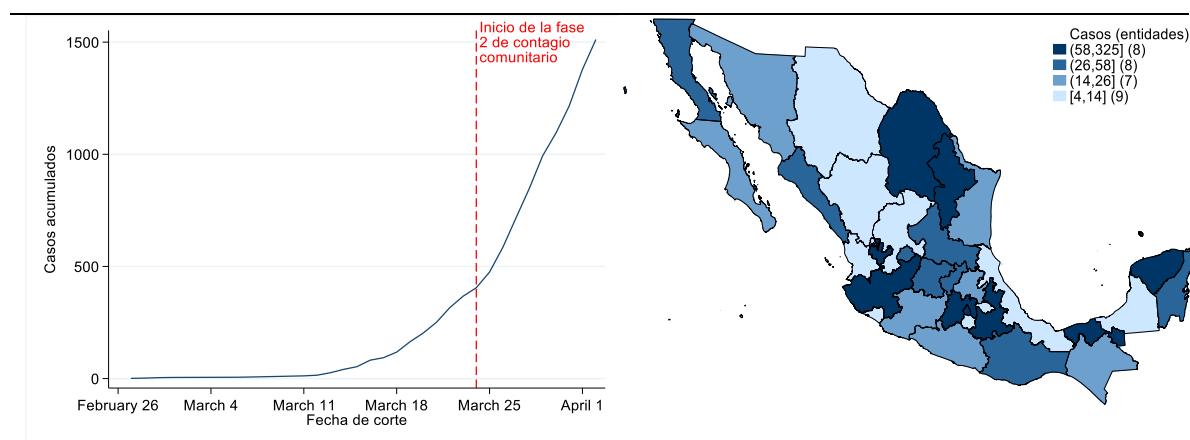 Inicio de la fase
2 de contagio
comunitario
1500
1000
500
0
Casos acumulados
February 26
March 4
March 11
March 18
March 25
April 1
Fecha de corte
Casos (entidades)
(58,325] (8)
(26,58] (8)
(14,26] (7)
[4,14] (9)